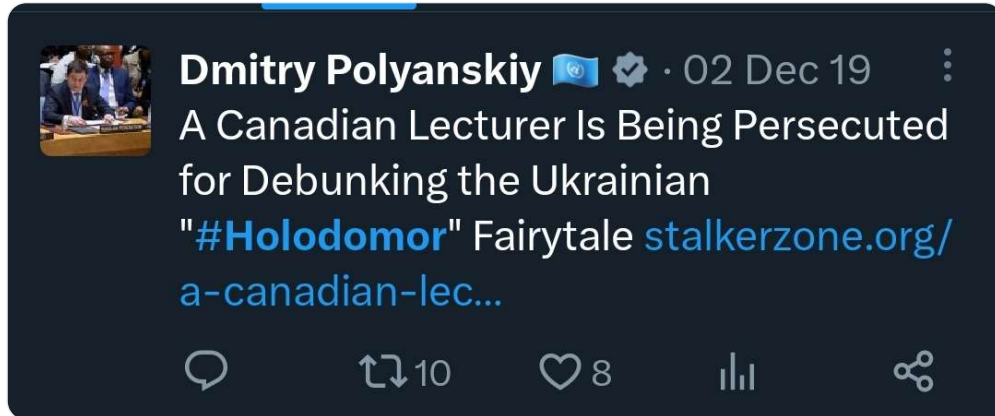 Dmitry Polyanskiy 🇺🇳 · 02 Dec 19
A Canadian Lecturer Is Being Persecuted
for Debunking the Ukrainian
"#Holodomor" Fairytale stalkerzone.org/
a-canadian-lec...
10 8